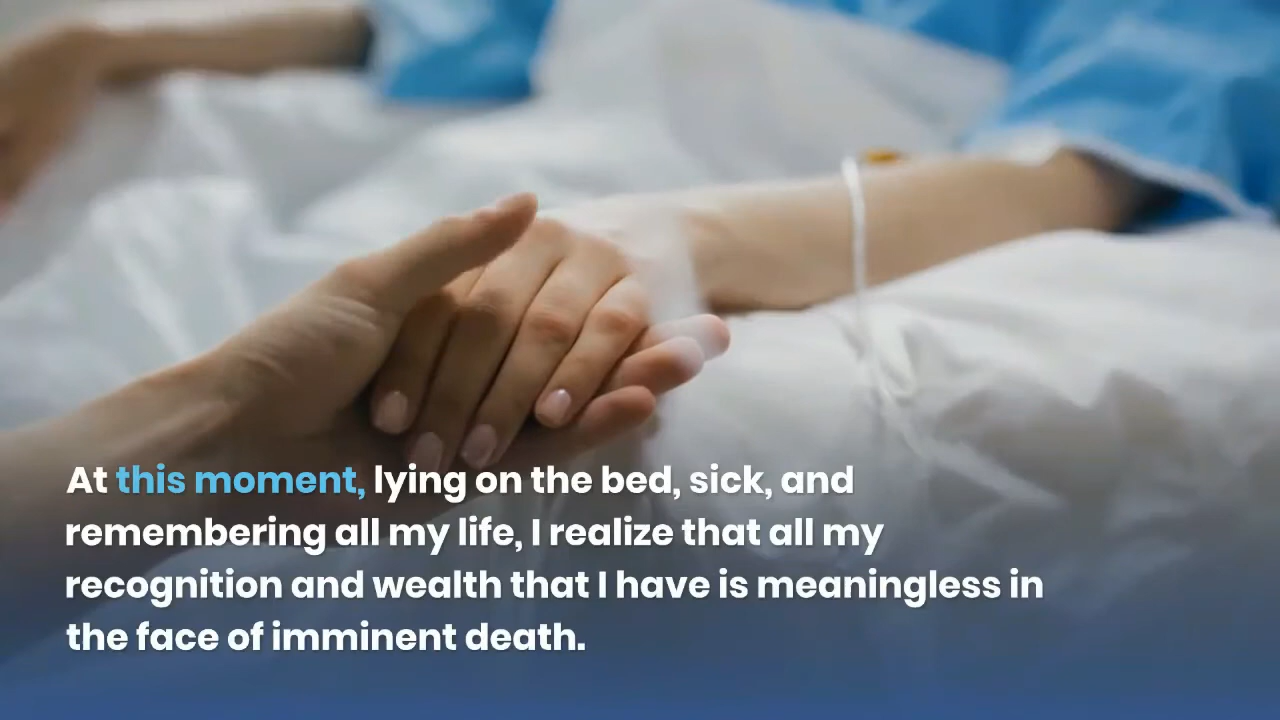 At this moment, lying on the bed, sick, and
remembering all my life, I realize that all my
recognition and wealth that I have is meaningless in
the face of imminent death.